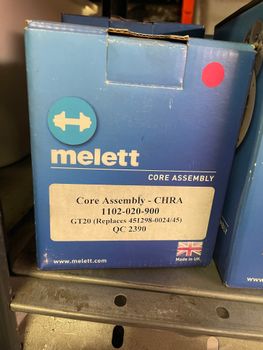 melett
CORE ASSEMBLY
Core Assembly - CHRA
1102-020-900
GT20 (Replaces 451298-0024/45)
QC 2390
www.melett.com
Made in UK